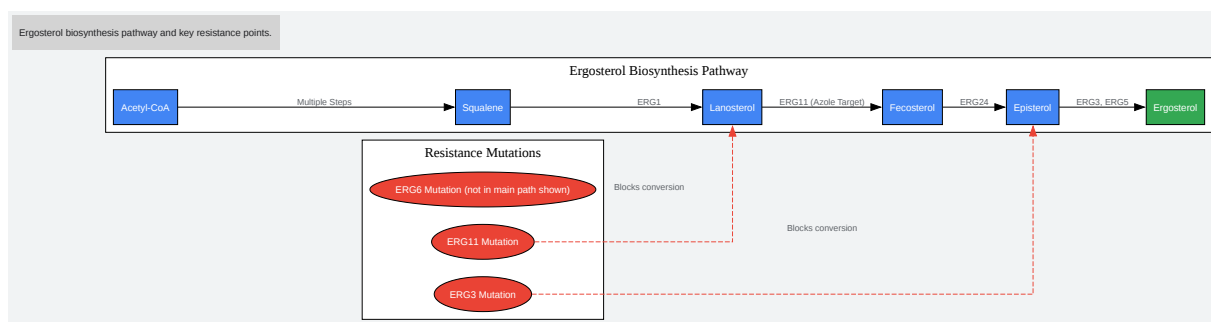 Ergosterol biosynthesis pathway and key resistance points.
Ergosterol Biosynthesis Pathway
Acetyl-CoA
Multiple Steps
Squalene
ERG1
Lanosterol
ERG11 (Azole Target)
Fecosterol
ERG24
Episterol
ERG3, ERG5
Ergosterol
Resistance Mutations
ERG6 Mutation (not in main path shown)
Blocks conversion
Blocks conversion
ERG11 Mutation
ERG3 Mutation